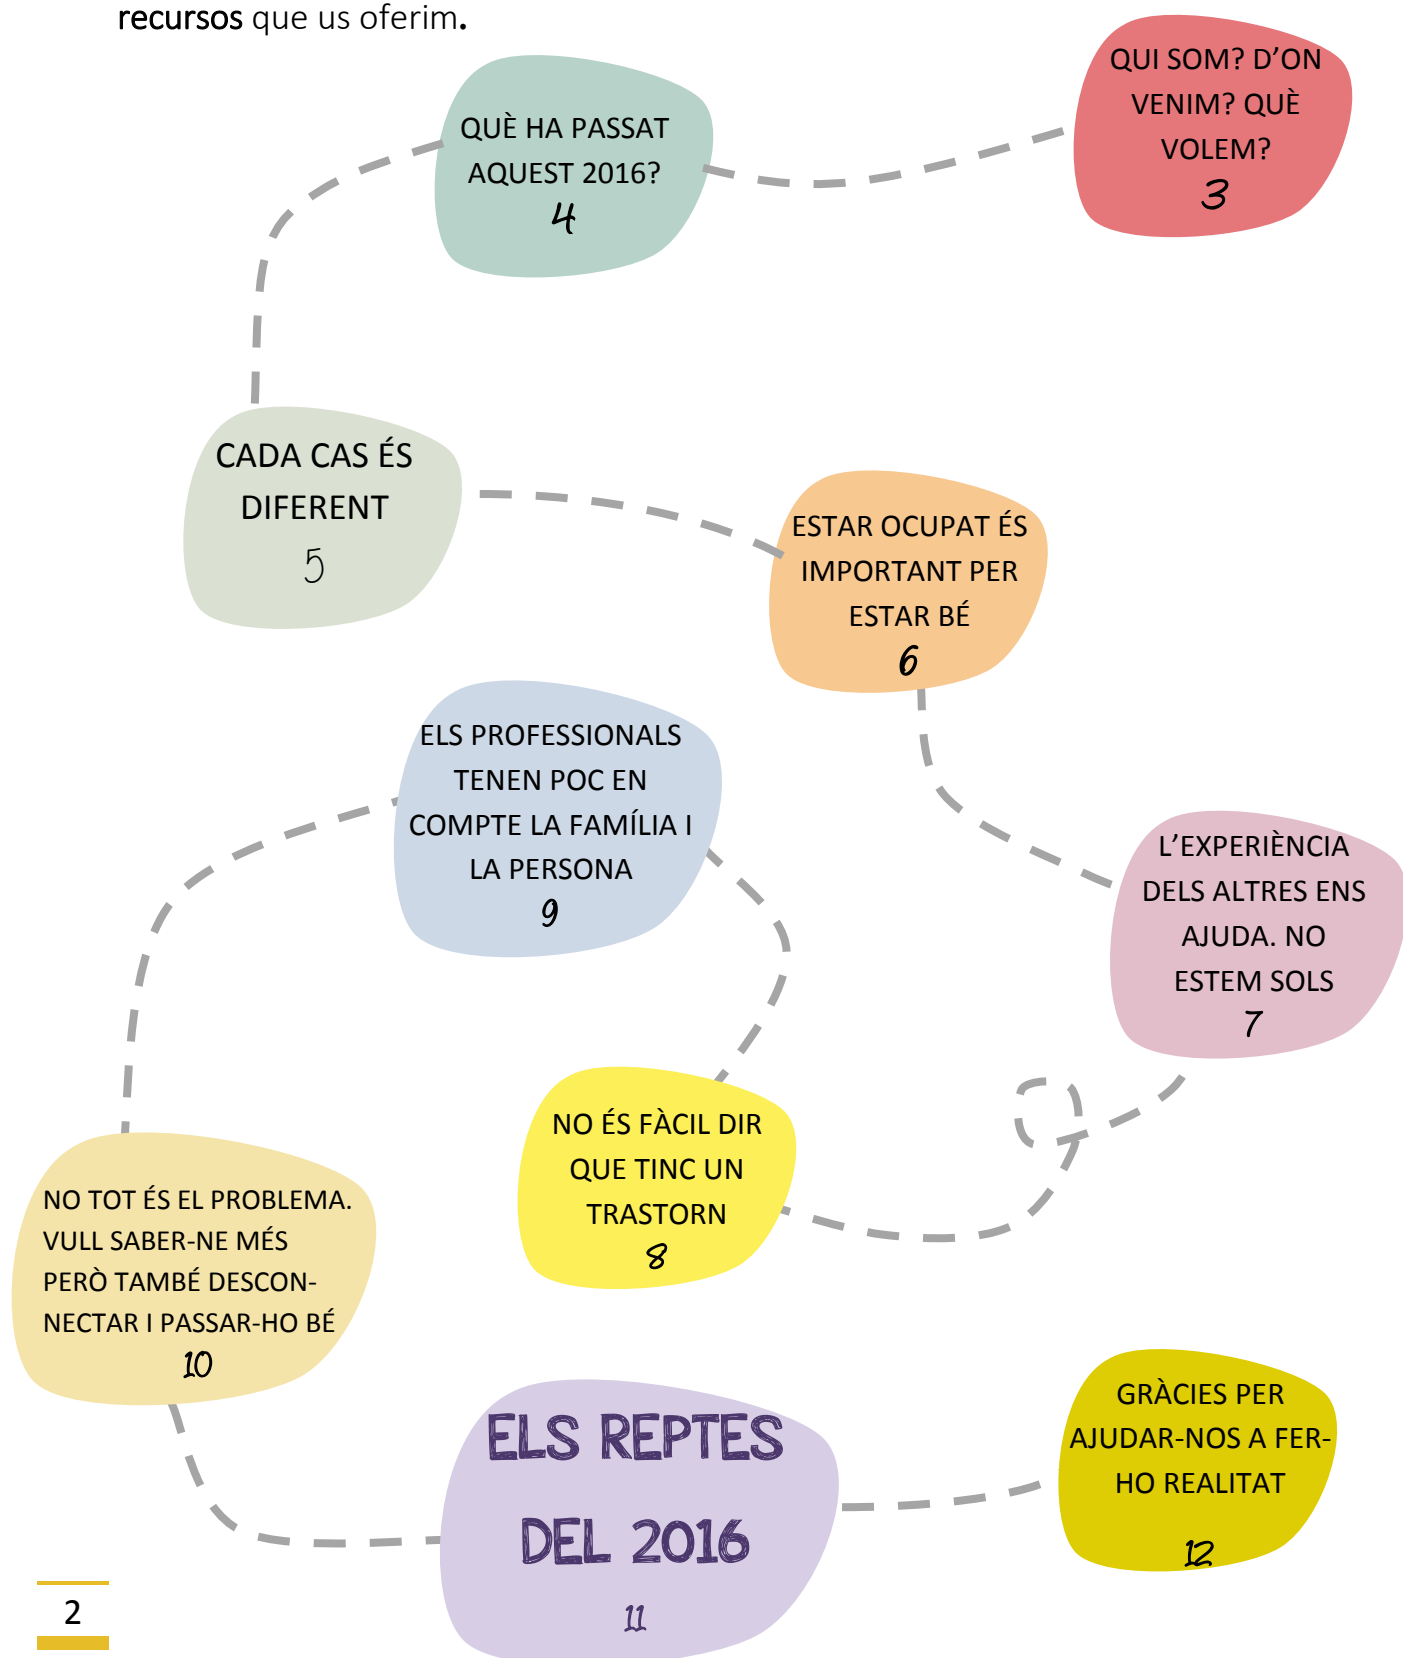 recursos que us oferim.
QUI SOM? D’ON
VENIM? QUÈ
VOLEM?
3
QUÈ HA PASSAT
AQUEST 2016?
4
CADA CAS ÉS
DIFERENT
5
ESTAR OCUPAT ÉS
IMPORTANT PER
ESTAR BÉ
6
L’EXPERIÈNCIA
DELS ALTRES ENS
AJUDA. NO
ESTEM SOLS
7
NO ÉS FÀCIL DIR
QUE TINC UN
TRASTORN
8
ELS PROFESSIONALS
TENEN POC EN
COMPTE LA FAMÍLIA I
LA PERSONA
9
NO TOT ÉS EL PROBLEMA.
VULL SABER-NE MÉS
PERÒ TAMBÉ DESCON-
NECTAR I PASSAR-HO BÉ
10
ELS REPTES
DEL 2016
11
GRÀCIES PER
AJUDAR-NOS A FER-
HO REALITAT
12
2